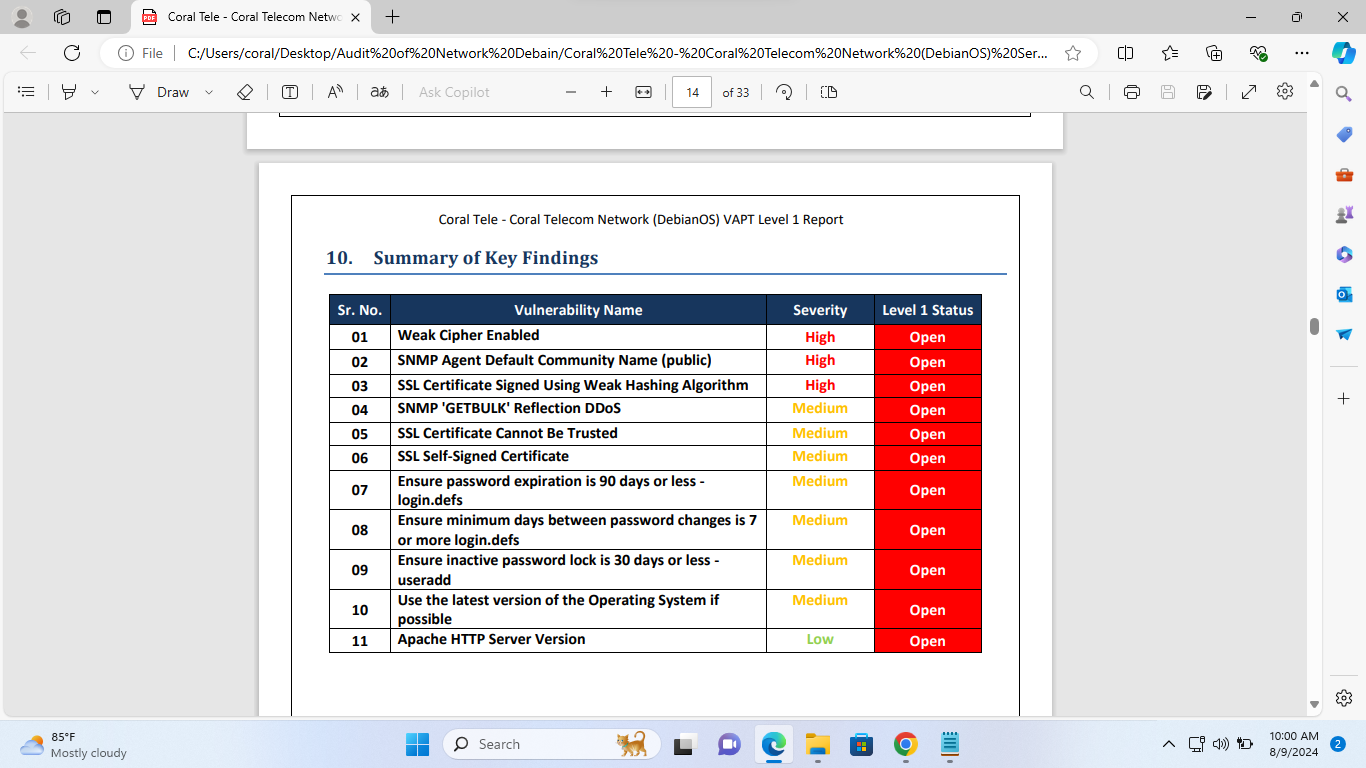 Coral Tele - Coral Telecom Netwo
File
C:/Users/coral/Desktop/Audit%20of%20Network%20Debain/Coral%20Tele%20-%20Coral%20Telecom%20Network%20(DebianOS)%20Ser...
Draw
aあ
Ask Copilot
14 of 33
Coral Tele - Coral Telecom Network (DebianOS) VAPT Level 1 Report
10. Summary of Key Findings
Sr. No. Vulnerability Name Severity Level 1 Status
01 Weak Cipher Enabled High Open
02 SNMP Agent Default Community Name (public) High Open
03 SSL Certificate Signed Using Weak Hashing Algorithm High Open
04 SNMP 'GETBULK' Reflection DDoS Medium Open
05 SSL Certificate Cannot Be Trusted Medium Open
06 SSL Self-Signed Certificate Medium Open
07 Ensure password expiration is 90 days or less - Medium Open
login.defs
08 Ensure minimum days between password changes is 7 Medium Open
or more login.defs
09 Ensure inactive password lock is 30 days or less - Medium Open
useradd
10 Use the latest version of the Operating System if Medium Open
possible
11 Apache HTTP Server Version Low Open
85°F
Mostly cloudy
Search
10:00 AM
8/9/2024
2